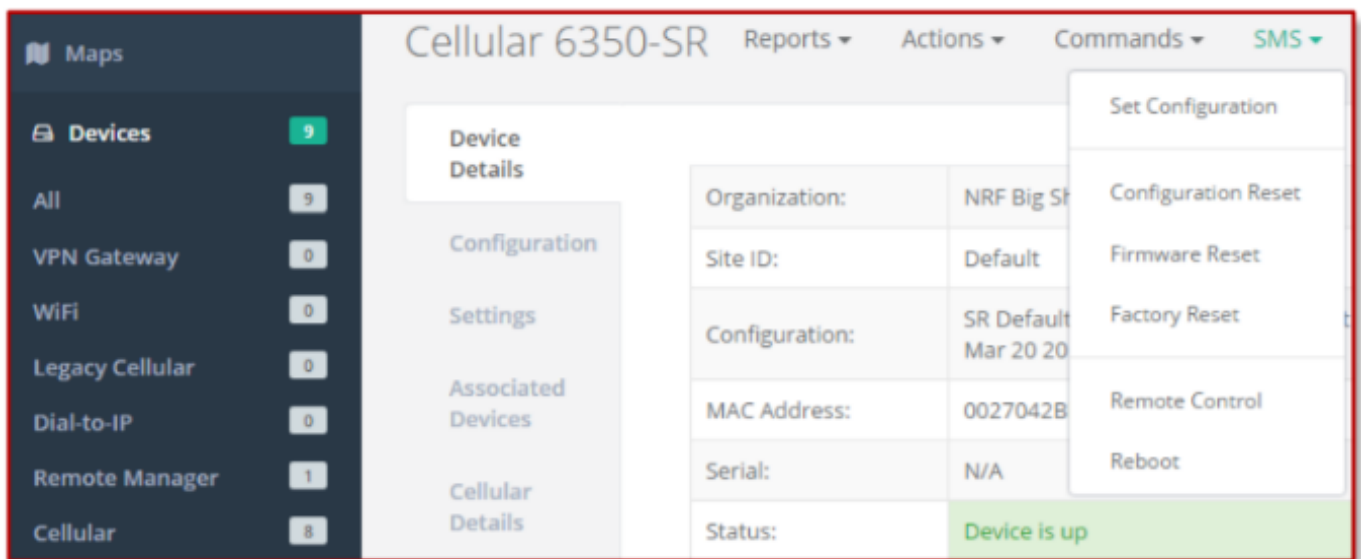 Maps
Devices 9
All 9
VPN Gateway 0
WiFi 0
Legacy Cellular 0
Dial-to-IP 0
Remote Manager 1
Cellular 8
Cellular 6350-SR Reports Actions Commands SMS
Device
Details
Configuration
Settings
Associated
Devices
Cellular
Details
Organization: NRF Big
Site ID: Default
Configuration: SR Default
Mar 20 20
MAC Address: 0027042B
Serial: N/A
Status: Device is up
Set Configuration
Configuration Reset
Firmware Reset
Factory Reset
Remote Control
Reboot